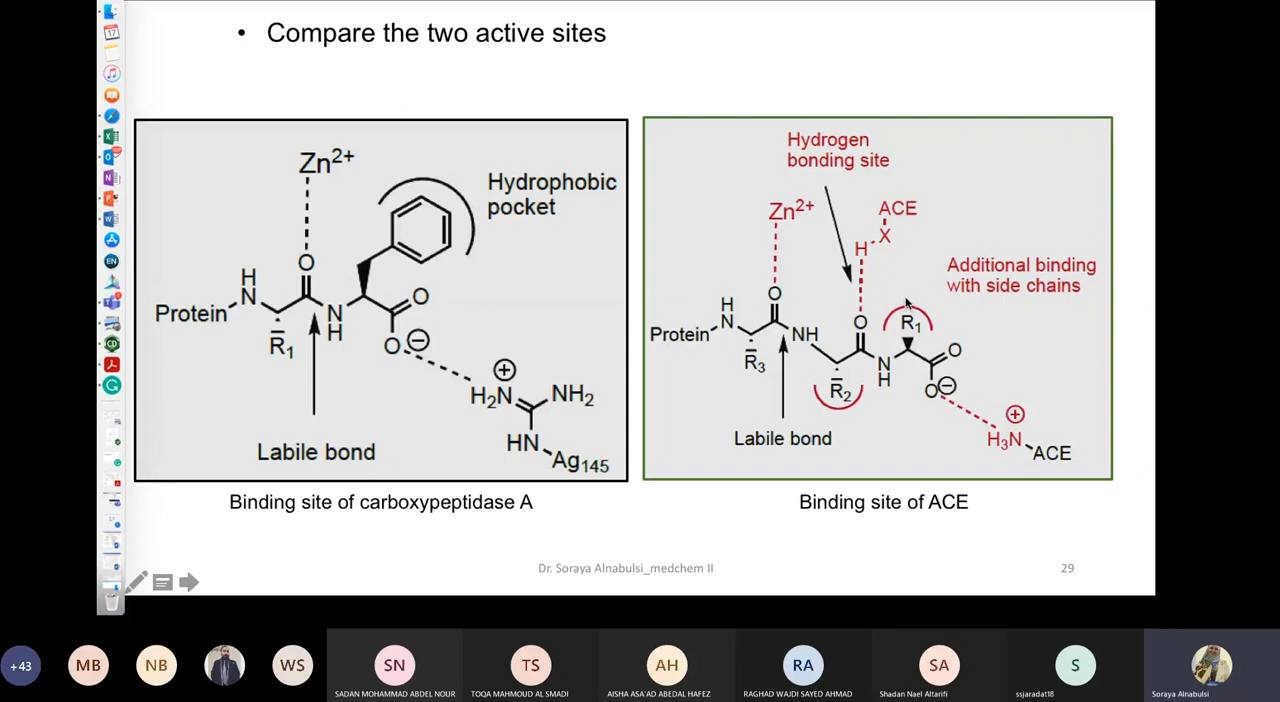 • Compare the two active sites
Zn2+
Hydrophobic
pocket
O
H
N
Protein
N
H
R1
O
O
⊖
⊕
H2N
NH2
HN
Ag145
Labile bond
Binding site of carboxypeptidase A
Hydrogen
bonding site
Zn2+
ACE
X
H
Additional binding
with side chains
O
H
N
Protein
NH
R3
O
R1
R2
N
H
O
O
⊖
⊕
H3N
ACE
Labile bond
Binding site of ACE
Dr. Soraya Alnabulsi_medchem II
29
17
EN
+43
MB
NB
WS
SN
TS
AH
RA
SA
S
SADAN MOHAMMAD ABDEL NOUR
TOQA MAHMOUD AL SMADI
AISHA ASA'AD ABEDAL HAFEZ
RAGHAD WAJDI SAYED AHMAD
Shadan Nael Altarifi
ssjaradat18
Soraya Alnabulsi